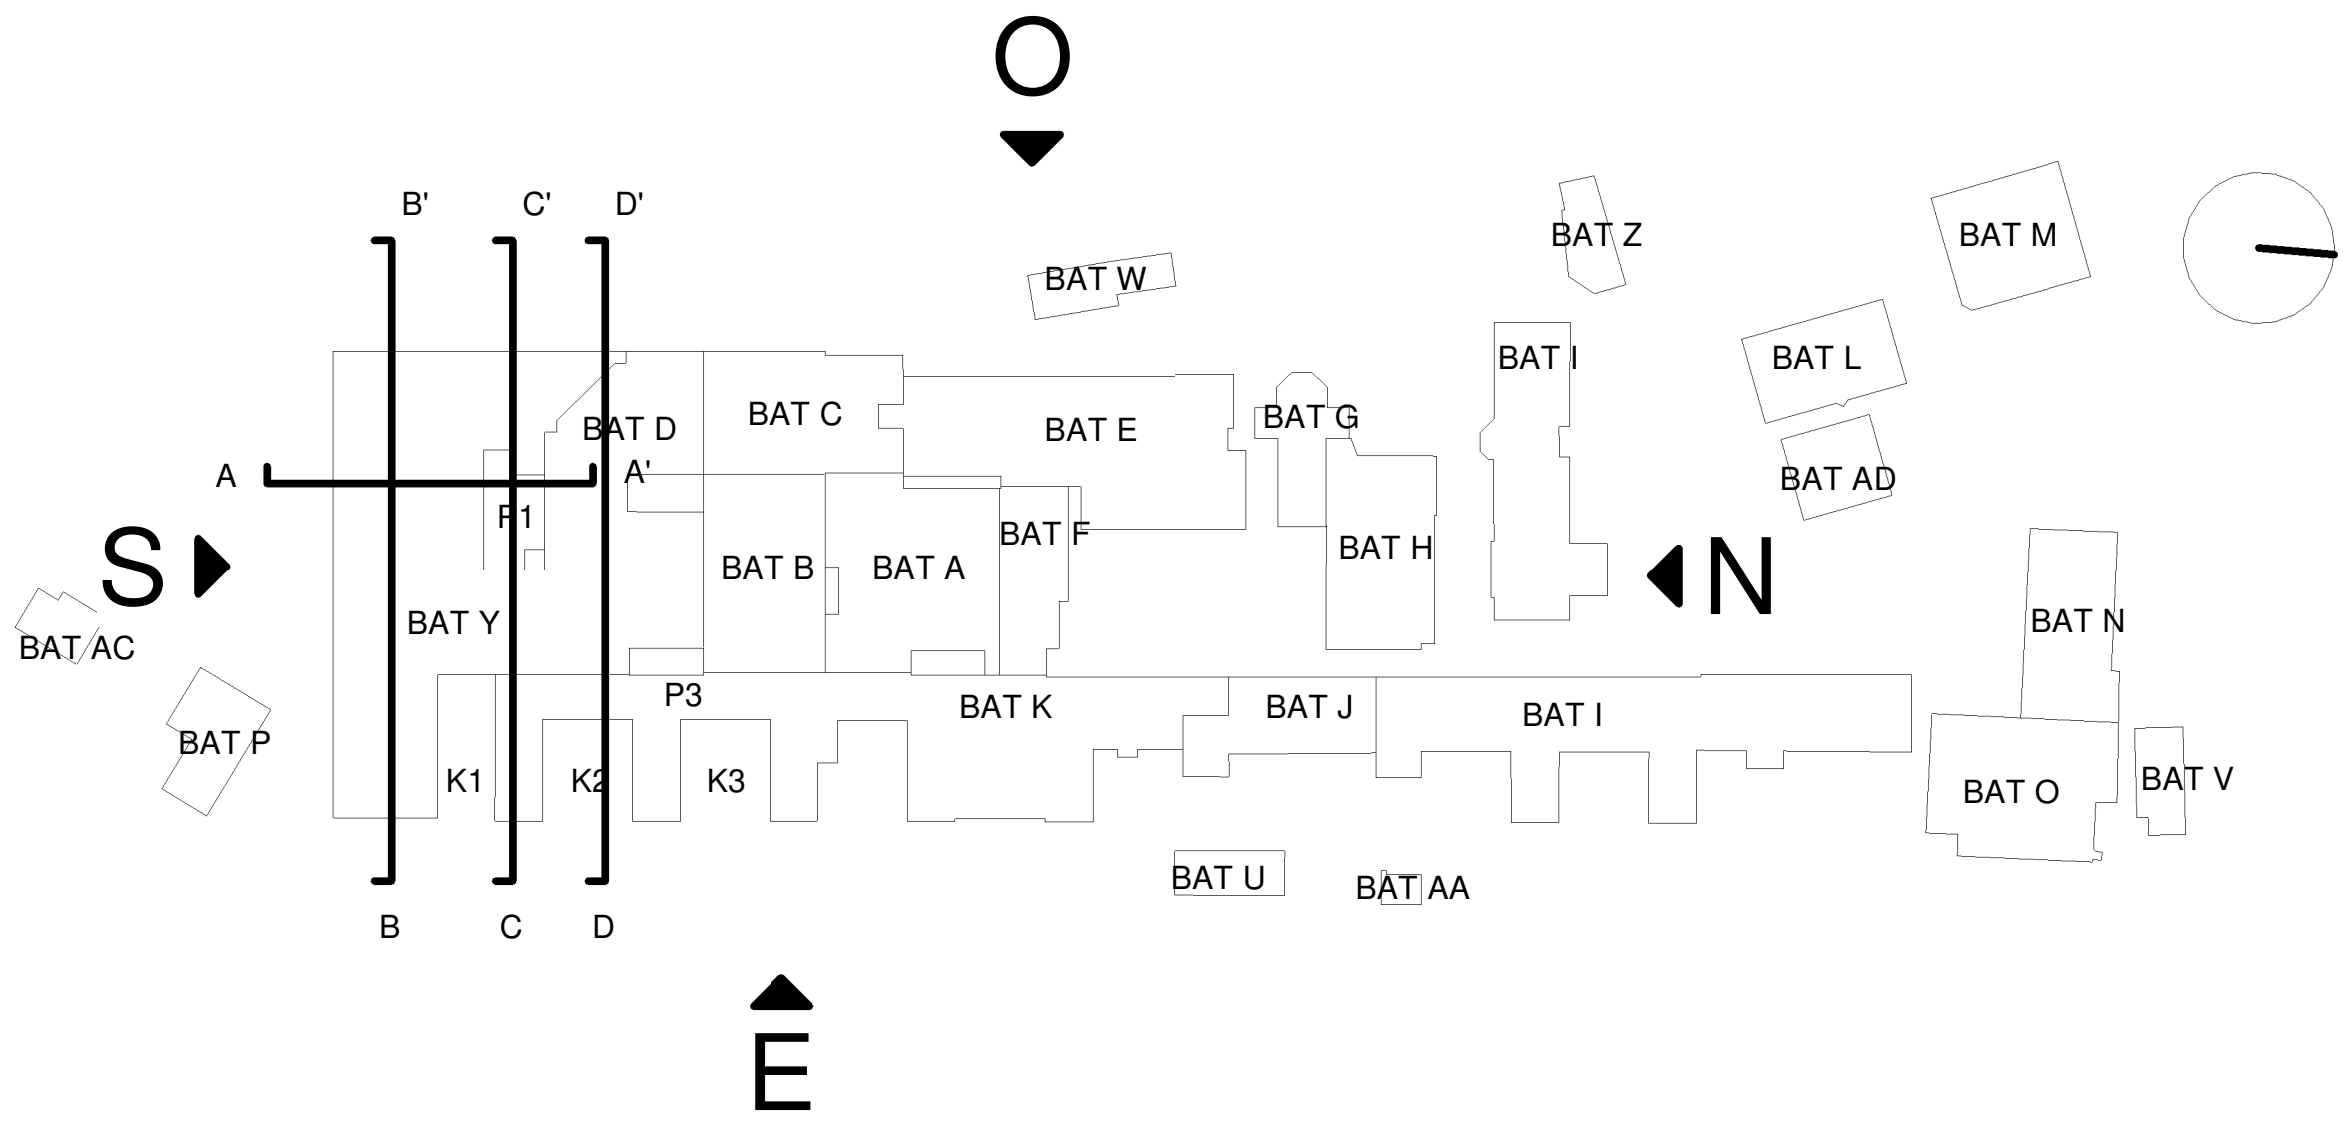 O
B' C' D'
BAT Z
BAT M
BAT W
BAT I
BAT L
BAT C
BAT G
BAT D
BAT E
A A'
BAT AD
P1
BAT F
BAT H
S
N
BAT B
BAT A
BAT Y
BAT N
BAT AC
P3
BAT K
BAT J
BAT I
BAT P
K1
K2
K3
BAT O
BAT V
BAT U
BAT AA
B C D
E